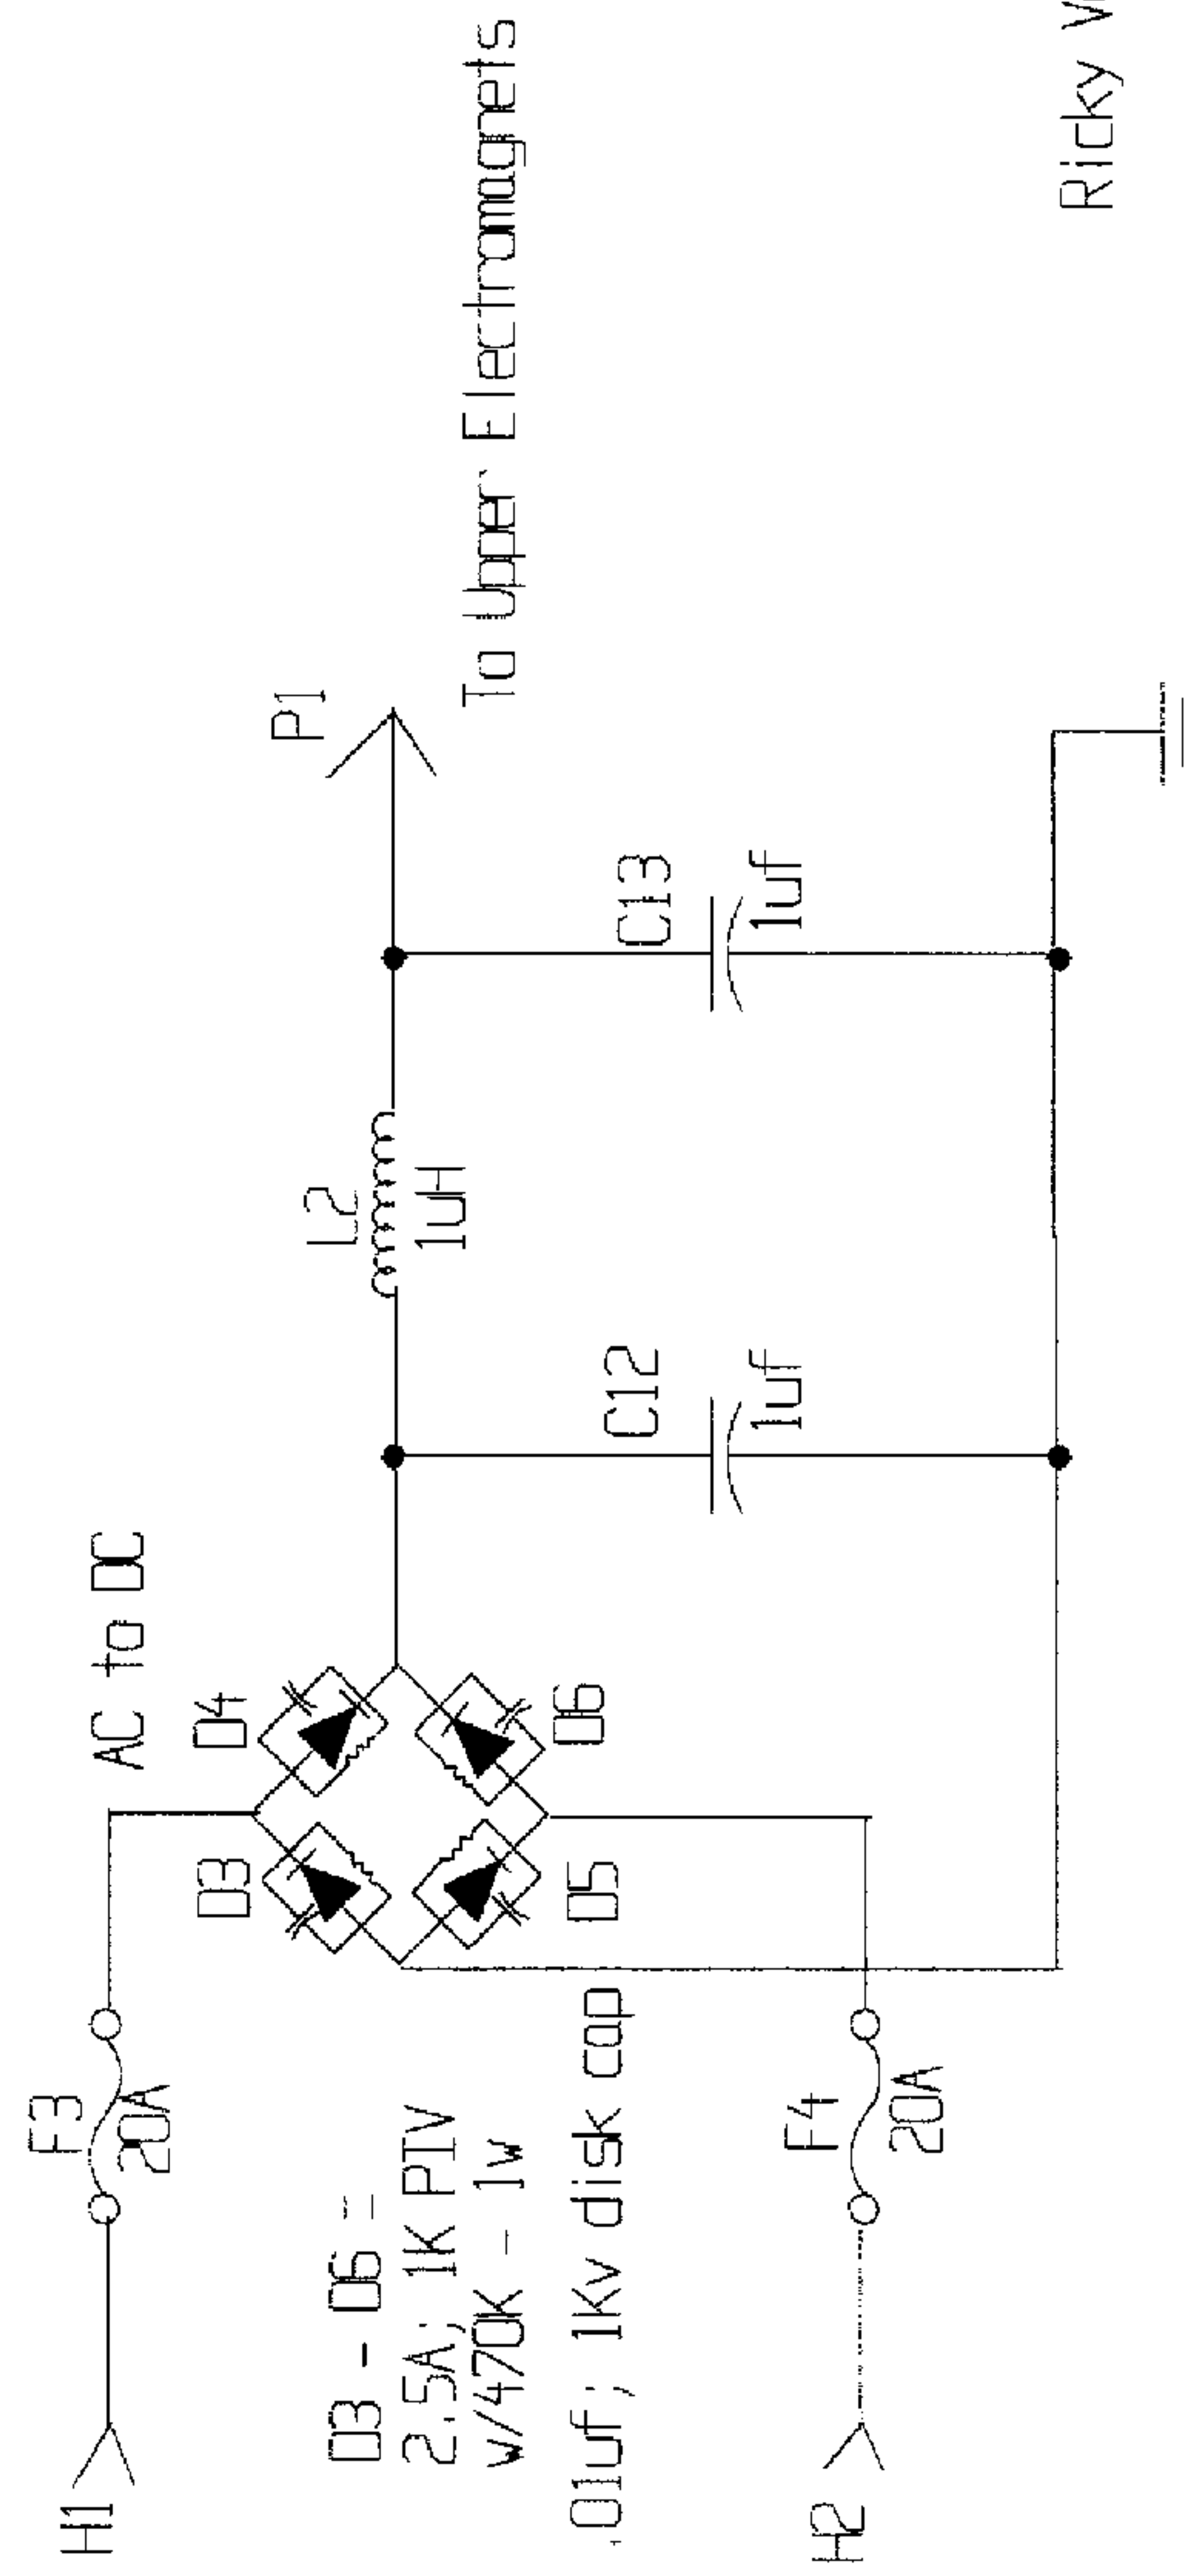 H1
F3
20A
AC to DC
D3
D4
D5
D6
D3 - D6 =
2.5A; 1K PIV
w/470K - 1w
.01uf; 1Kv disk cap
H2
F4
20A
L2
1uH
C12
1uf
C13
1uf
P1
To Upper Electromagnets
Ricky